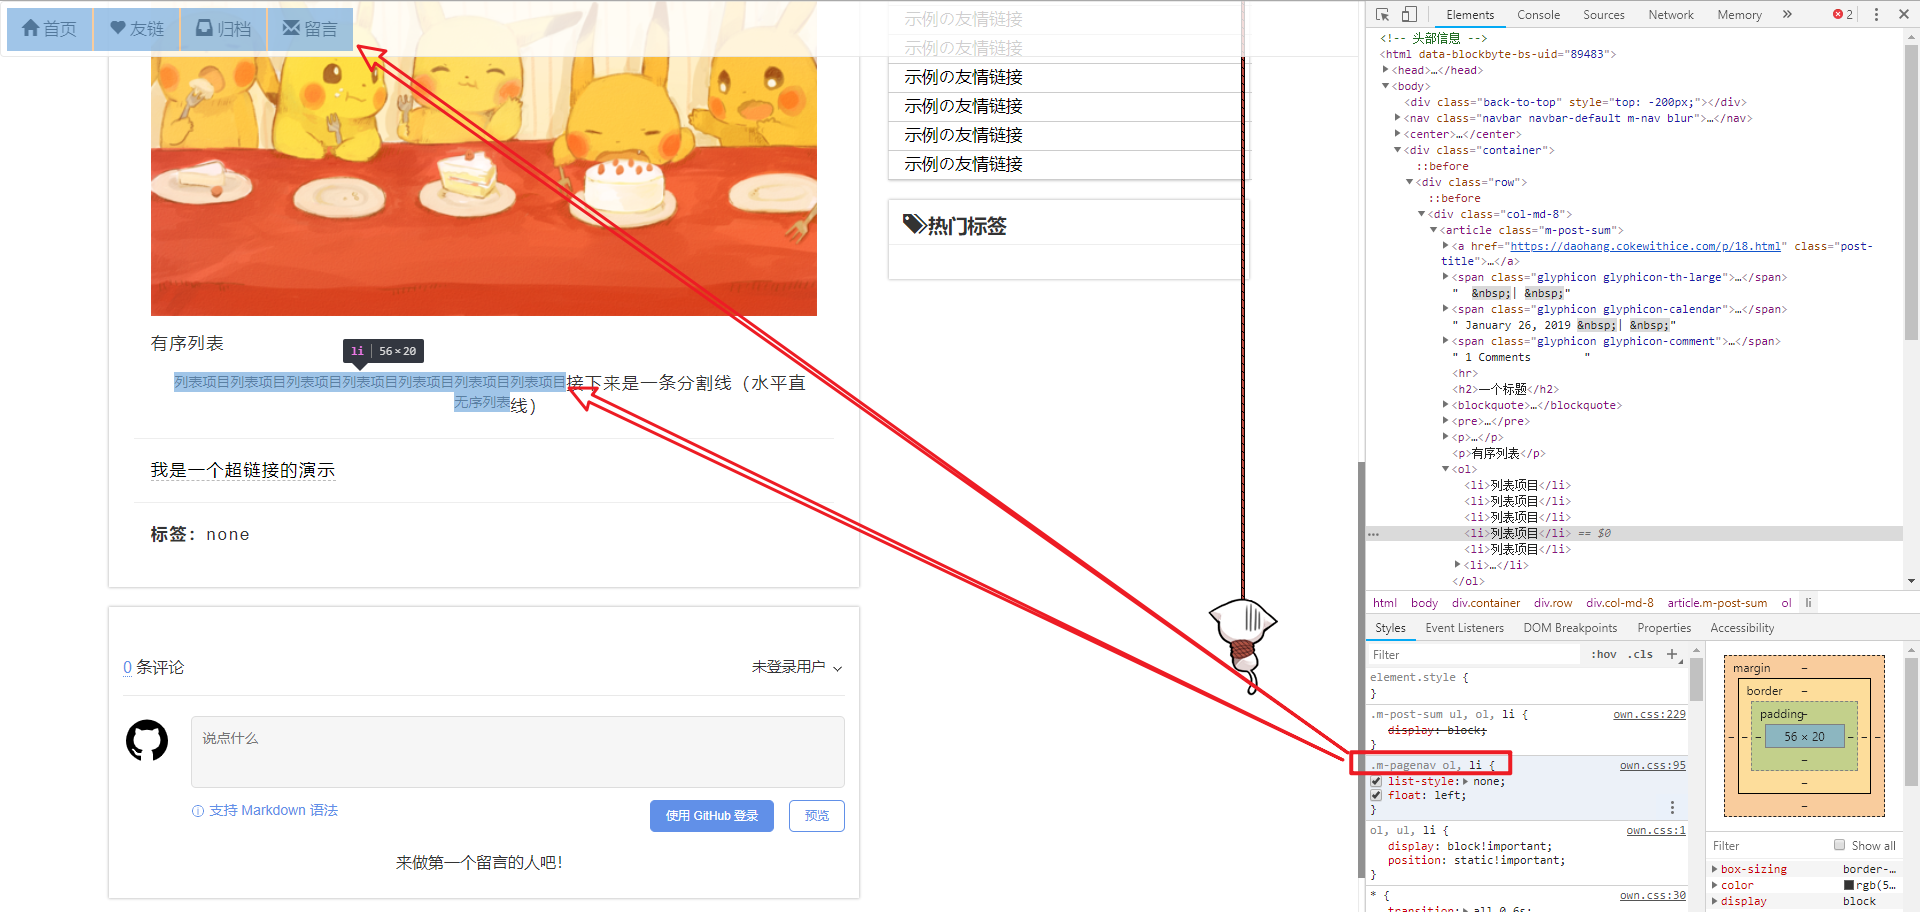 首页
友链
归档
留言
示例の友情链接
示例の友情链接
示例の友情链接
示例の友情链接
示例の友情链接
示例の友情链接
热门标签
有序列表
li 56×20
列表项目列表项目列表项目列表项目列表项目列表项目列表项目接下来是一条分割线（水平直
无序列表线）
我是一个超链接的演示
标签：none
0 条评论
未登录用户
说点什么
支持 Markdown 语法
使用 GitHub 登录
预览
来做第一个留言的人吧！
Elements Console Sources Network Memory » 2
<!-- 头部信息 -->
<html data-blockbyte-bs-uid="89483">
<head>…</head>
<body>
<div class="back-to-top" style="top: -200px;"></div>
<nav class="navbar navbar-default m-nav blur">…</nav>
<center>…</center>
<div class="container">
::before
<div class="row">
::before
<div class="col-md-8">
<article class="m-post-sum">
<a href="https://daohang.cokewithice.com/p/18.html" class="post-
title">…</a>
<span class="glyphicon glyphicon-th-large">…</span>
"  &nbsp;| &nbsp;"
<span class="glyphicon glyphicon-calendar">…</span>
" January 26, 2019 &nbsp;| &nbsp;"
<span class="glyphicon glyphicon-comment">…</span>
" 1 Comments        "
<hr>
<h2>一个标题</h2>
<blockquote>…</blockquote>
<pre>…</pre>
<p>…</p>
<p>有序列表</p>
<ol>
<li>列表项目</li>
<li>列表项目</li>
<li>列表项目</li>
<li>列表项目</li> == $0
<li>列表项目</li>
<li>…</li>
</ol>
html body div.container div.row div.col-md-8 article.m-post-sum ol li
Styles Event Listeners DOM Breakpoints Properties Accessibility
Filter :hov .cls +
element.style {
}
.m-post-sum ul, ol, li { own.css:229
display: block;
}
.m-pagenav ol, li { own.css:95
list-style: none;
float: left;
}
ol, ul, li { own.css:1
display: block!important;
position: static!important;
}
* { own.css:30
transition: all 0.6s;
margin –
border –
padding –
56 × 20
Filter Show all
box-sizing border-…
color rgb(5…
display block